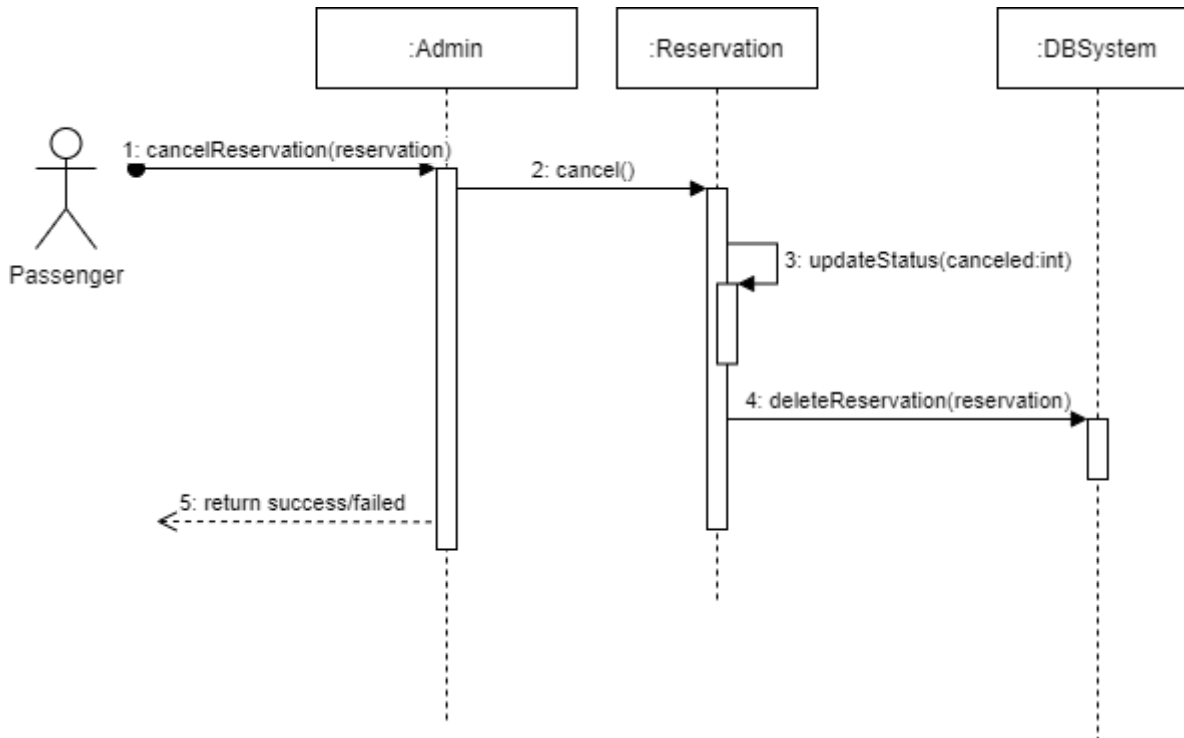 :Admin
:Reservation
:DBSystem
1: cancelReservation(reservation)
2: cancel()
3: updateStatus(canceled:int)
Passenger
4: deleteReservation(reservation)
5: return success/failed